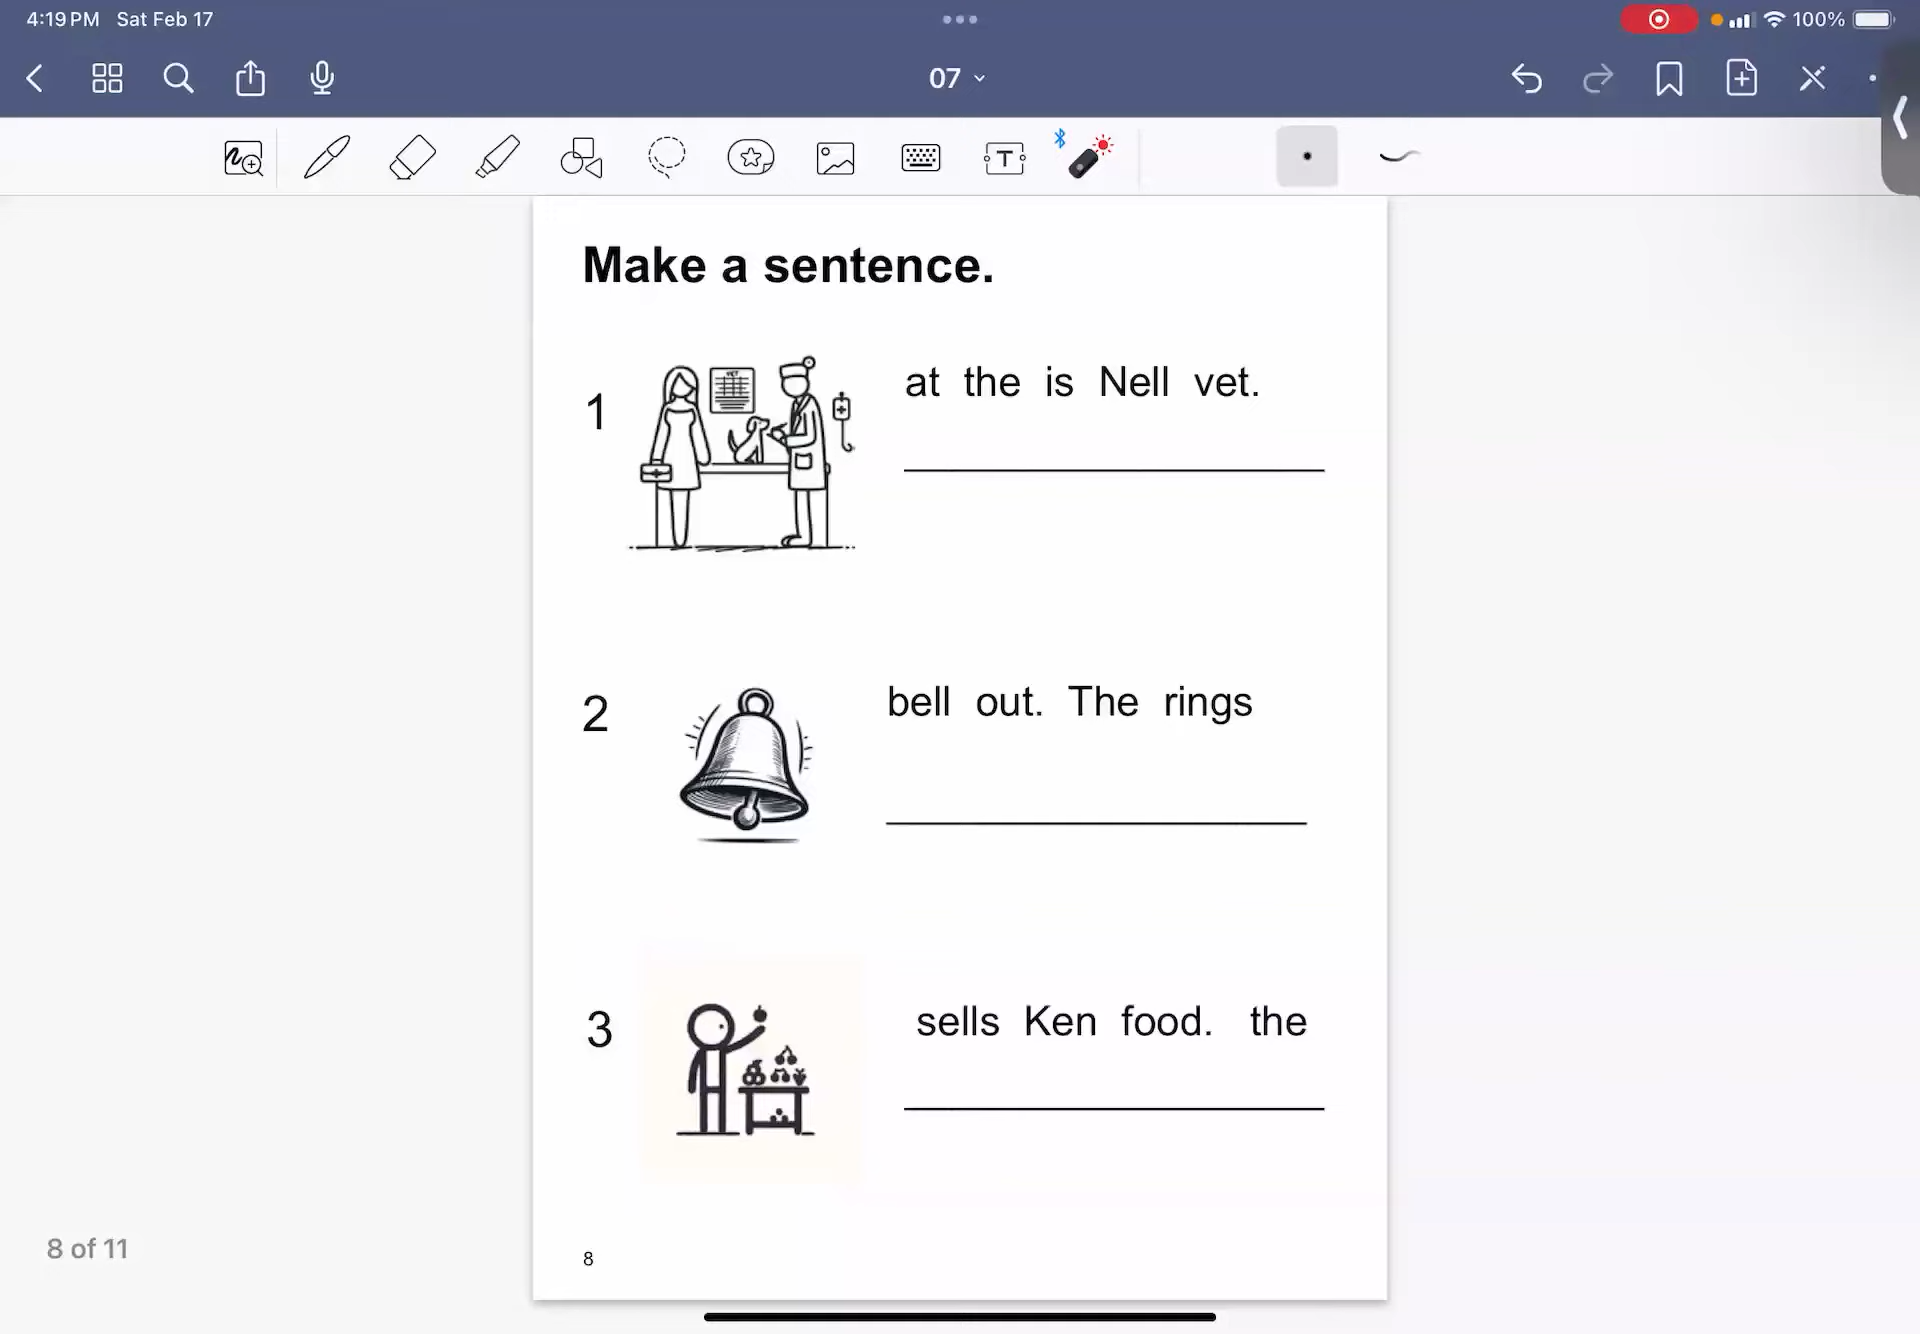 4:19 PM Sat Feb 17
100%
07
T
Make a sentence.
1
at the is Nell vet.
VET
2
bell out. The rings
3
sells Ken food. the
8 of 11
8